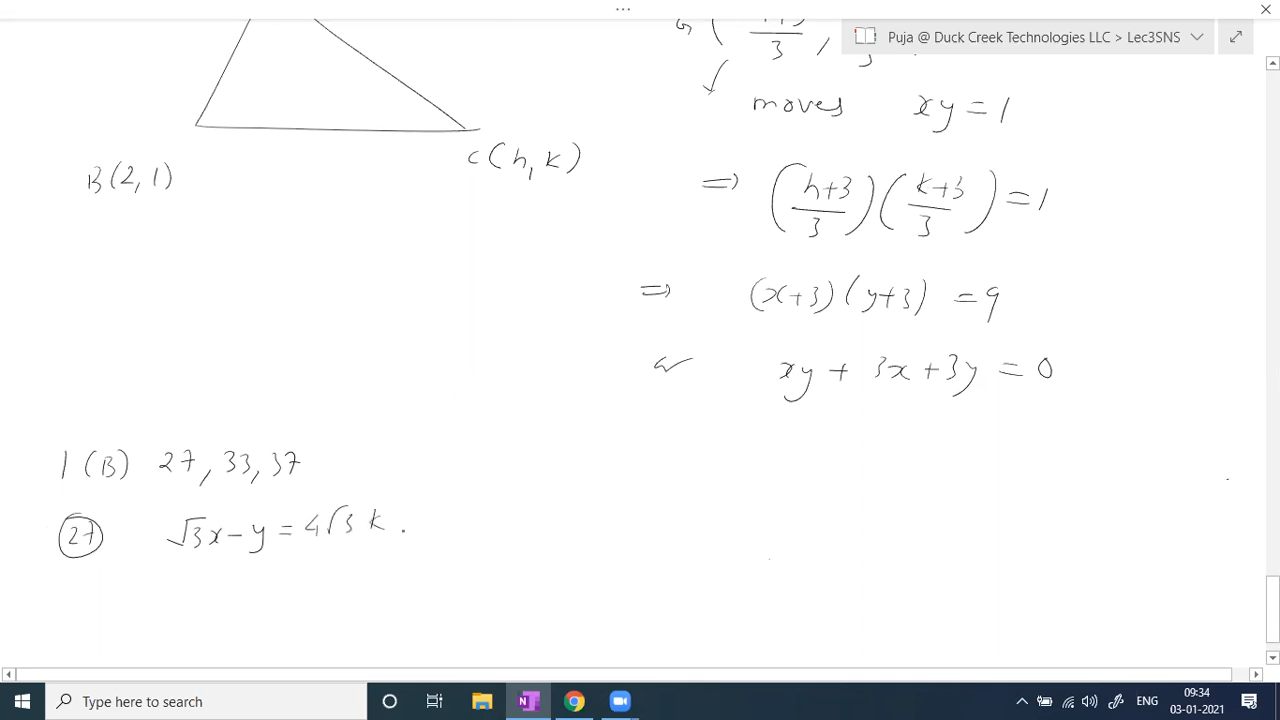 Puja @ Duck Creek Technologies LLC > Lec3SNS
moves xy = 1
B(2, 1)
C(h, k)
⇒ ((h+3)/3)((k+3)/3) = 1
⇒ (x+3)(y+3) = 9
xy + 3x + 3y = 0
1 (B) 27, 33, 37
(27) √3x − y = 4√3 k.
Type here to search
ENG
09:34
03-01-2021